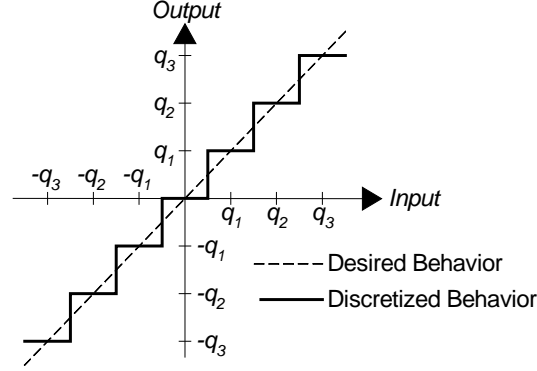 Output
q3
q2
q1
-q3 -q2 -q1
Input
q1 q2 q3
-q1
Desired Behavior
-q2
Discretized Behavior
-q3